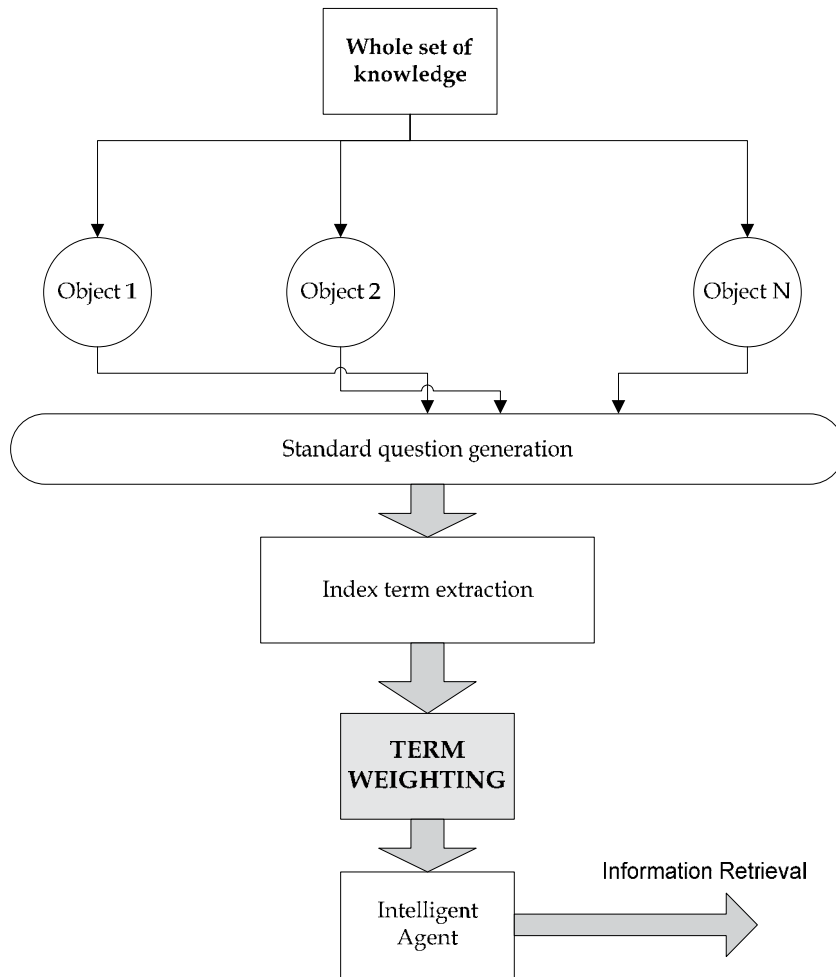 Whole set of
knowledge
Object 1
Object 2
Object N
Standard question generation
Index term extraction
TERM
WEIGHTING
Information Retrieval
Intelligent
Agent